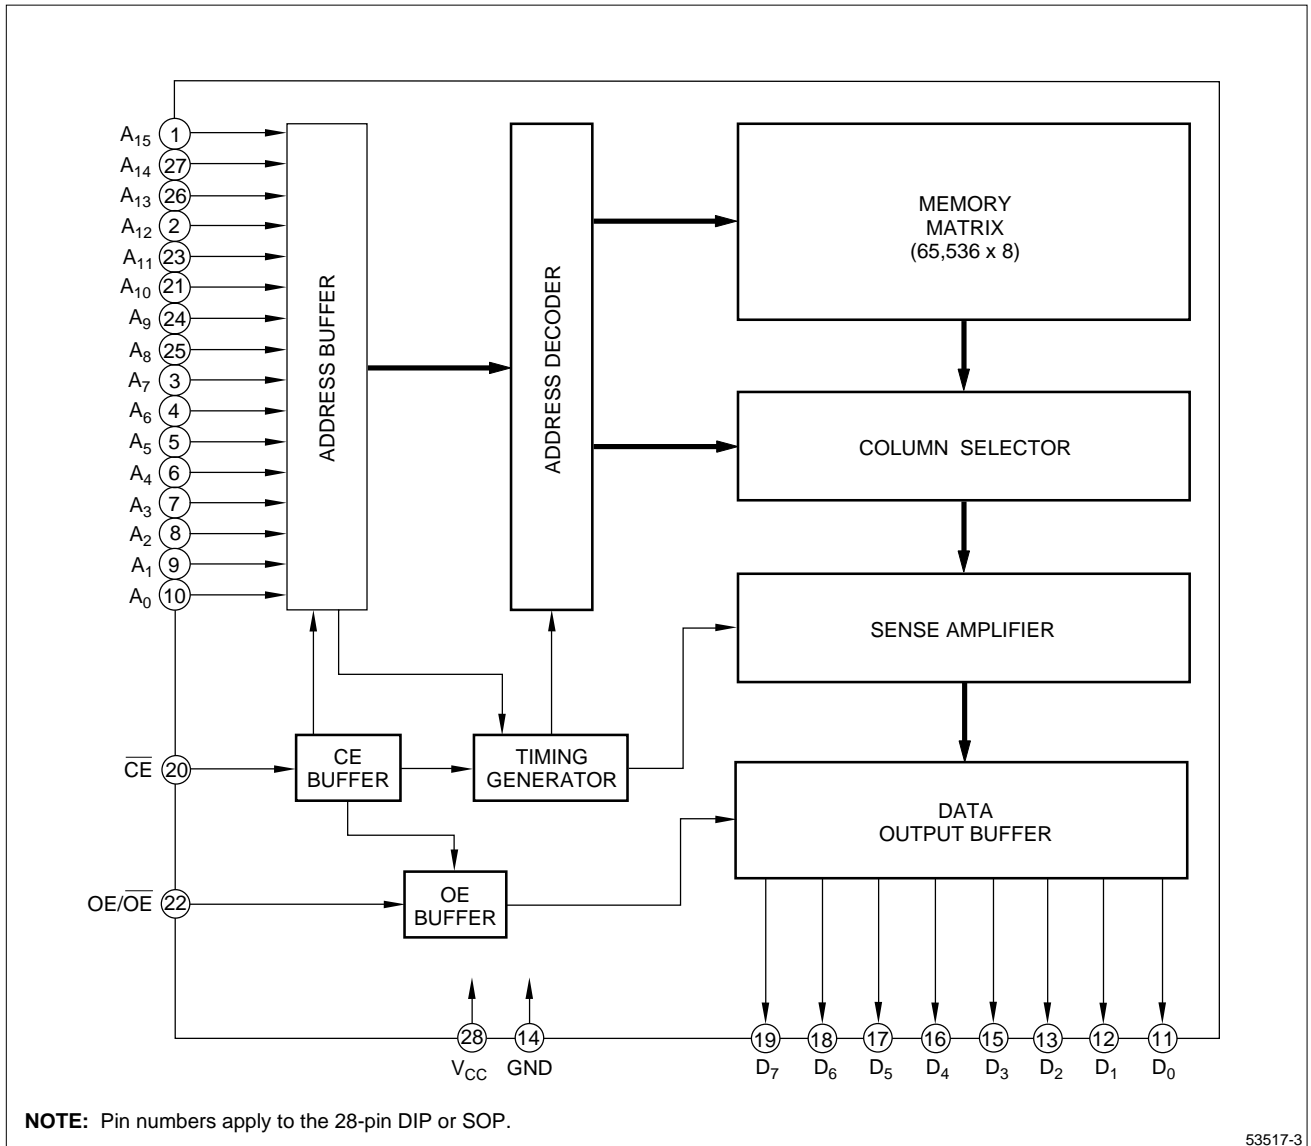 A15 1
A14 27
A13 26
A12 2
A11 23
A10 21
A9 24
A8 25
A7 3
A6 4
A5 5
A4 6
A3 7
A2 8
A1 9
A0 10
ADDRESS BUFFER
ADDRESS DECODER
MEMORY
MATRIX
(65,536 x 8)
COLUMN SELECTOR
SENSE AMPLIFIER
C̅E̅ 20
CE
BUFFER
TIMING
GENERATOR
DATA
OUTPUT BUFFER
OE/O̅E̅ 22
OE
BUFFER
28 14 19 18 17 16 15 13 12 11
VCC GND D7 D6 D5 D4 D3 D2 D1 D0
NOTE: Pin numbers apply to the 28-pin DIP or SOP.
53517-3